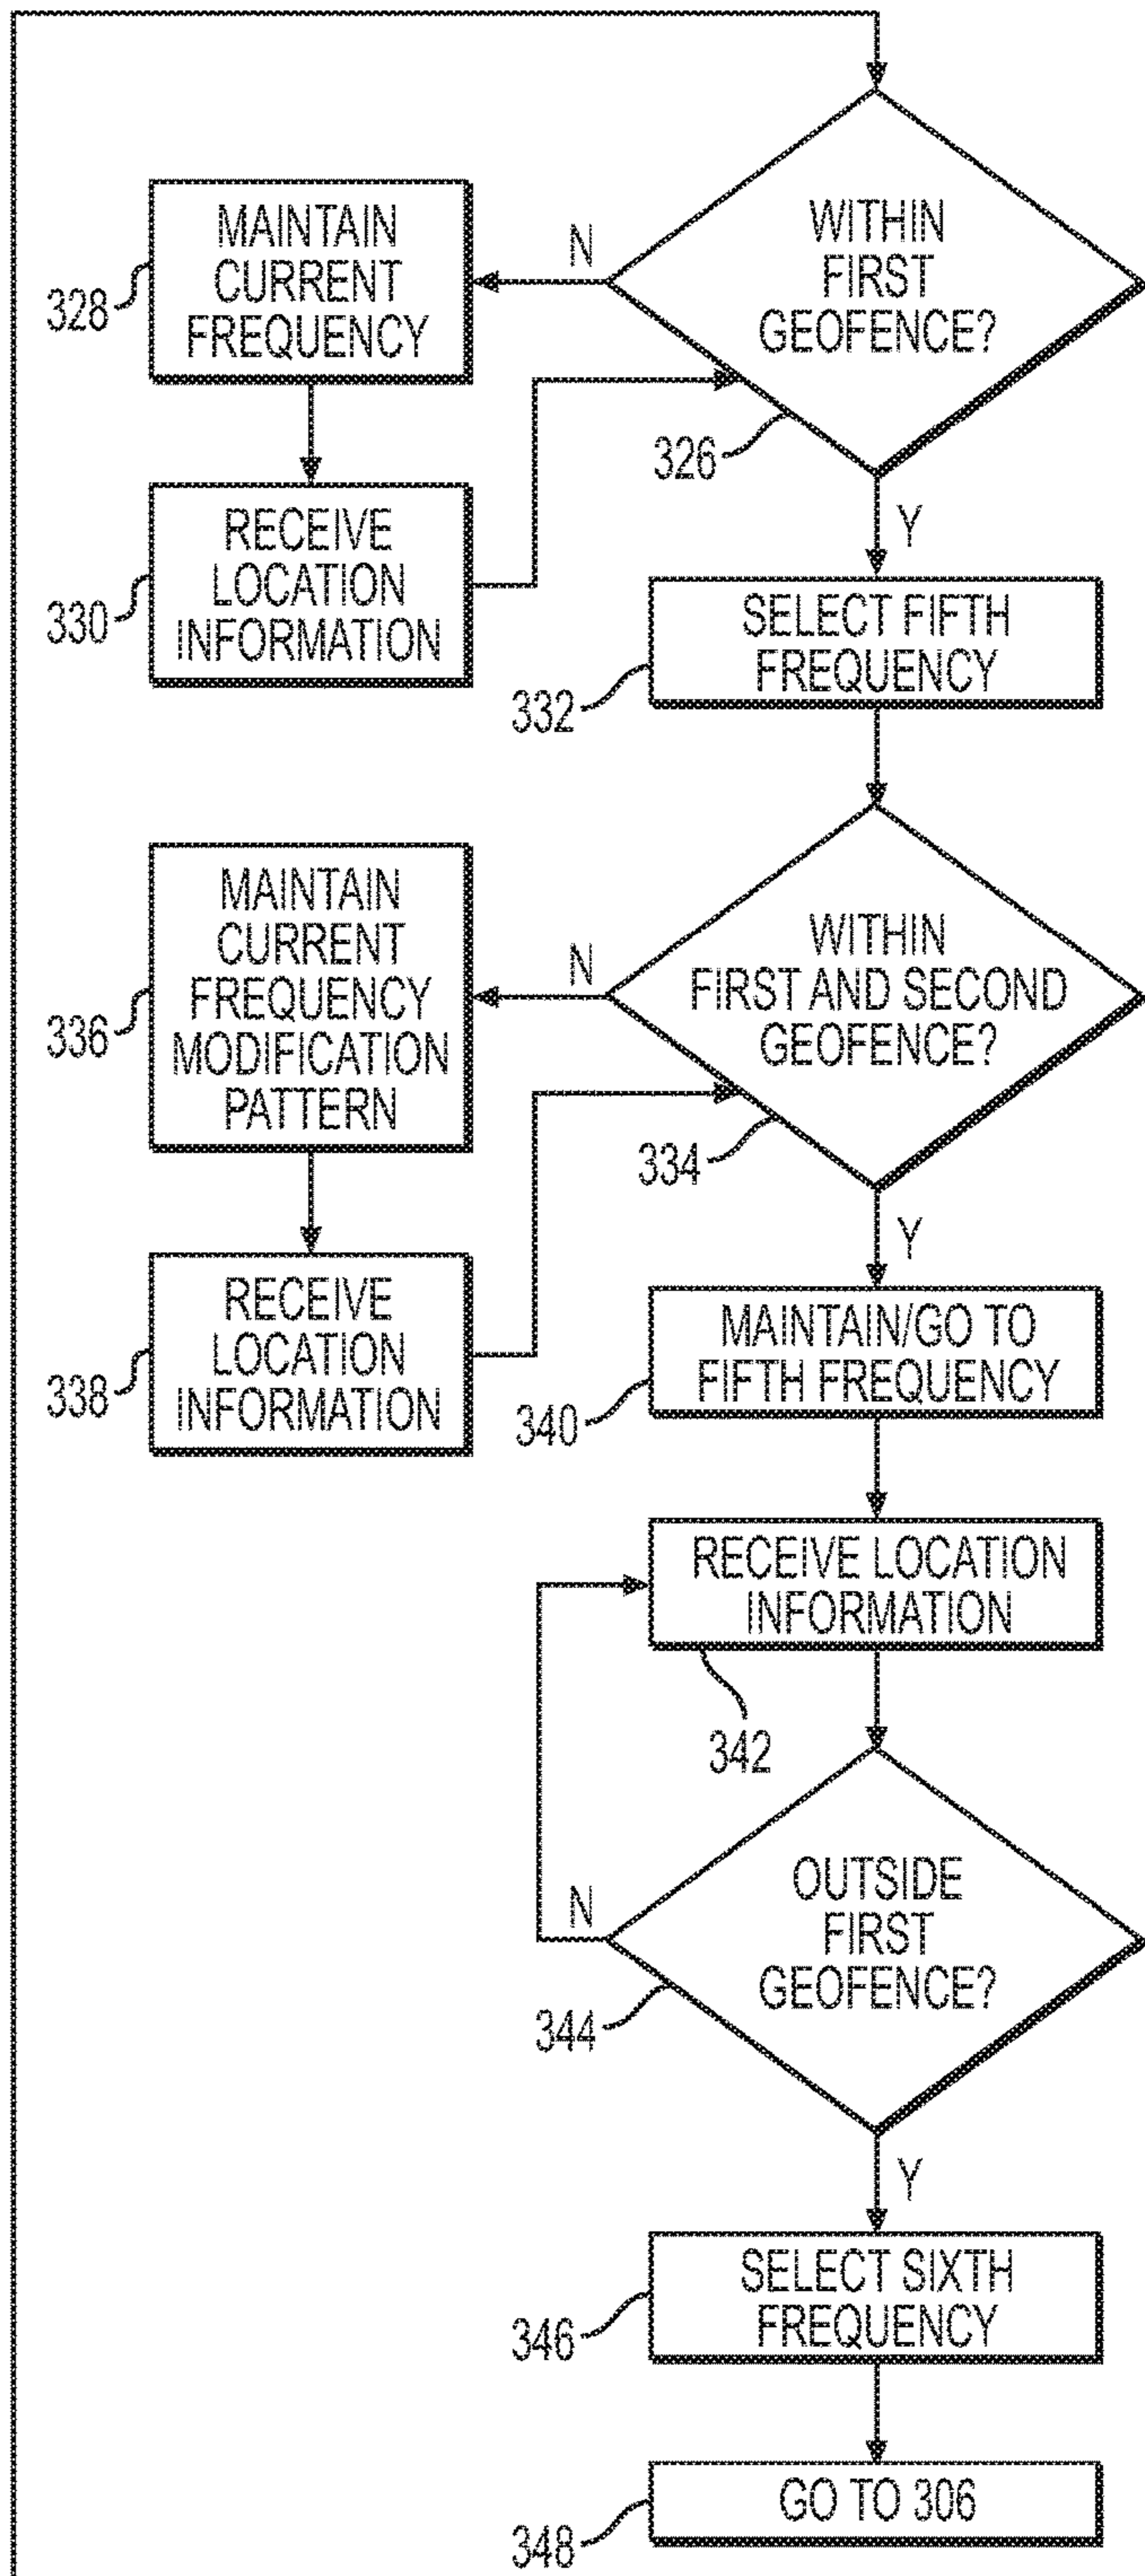 WITHIN
FIRST
GEOFENCE?
326
N
MAINTAIN
CURRENT
FREQUENCY
328
RECEIVE
LOCATION
INFORMATION
330
Y
SELECT FIFTH
FREQUENCY
332
WITHIN
FIRST AND SECOND
GEOFENCE?
334
N
MAINTAIN
CURRENT
FREQUENCY
MODIFICATION
PATTERN
336
RECEIVE
LOCATION
INFORMATION
338
Y
MAINTAIN/GO TO
FIFTH FREQUENCY
340
RECEIVE LOCATION
INFORMATION
342
OUTSIDE
FIRST
GEOFENCE?
344
N
Y
SELECT SIXTH
FREQUENCY
346
GO TO 306
348